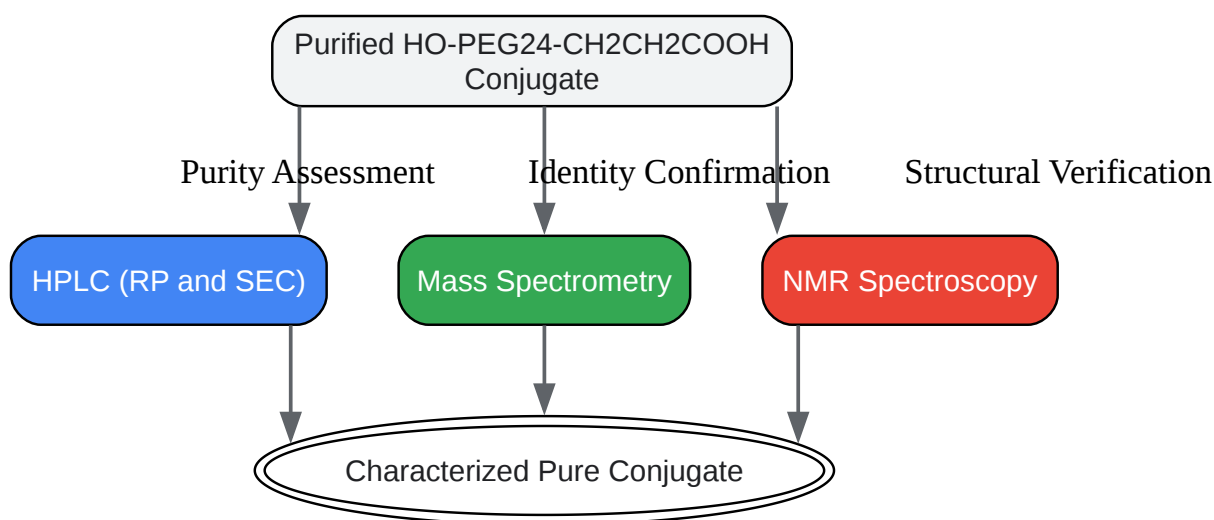 Purified HO-PEG24-CH2CH2COOH
Conjugate
Purity Assessment
Identity Confirmation
Structural Verification
HPLC (RP and SEC)
Mass Spectrometry
NMR Spectroscopy
Characterized Pure Conjugate